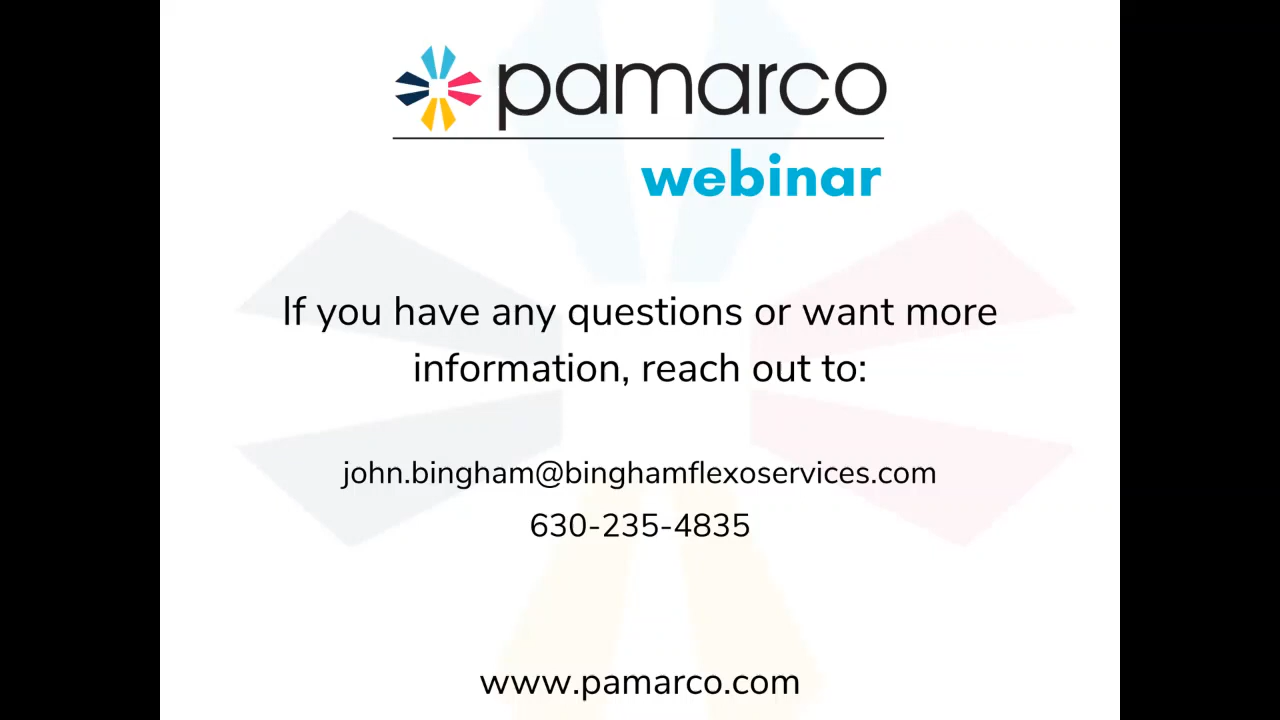 pamarco
webinar
If you have any questions or want more
information, reach out to:
john.bingham@binghamflexoservices.com
630-235-4835
www.pamarco.com